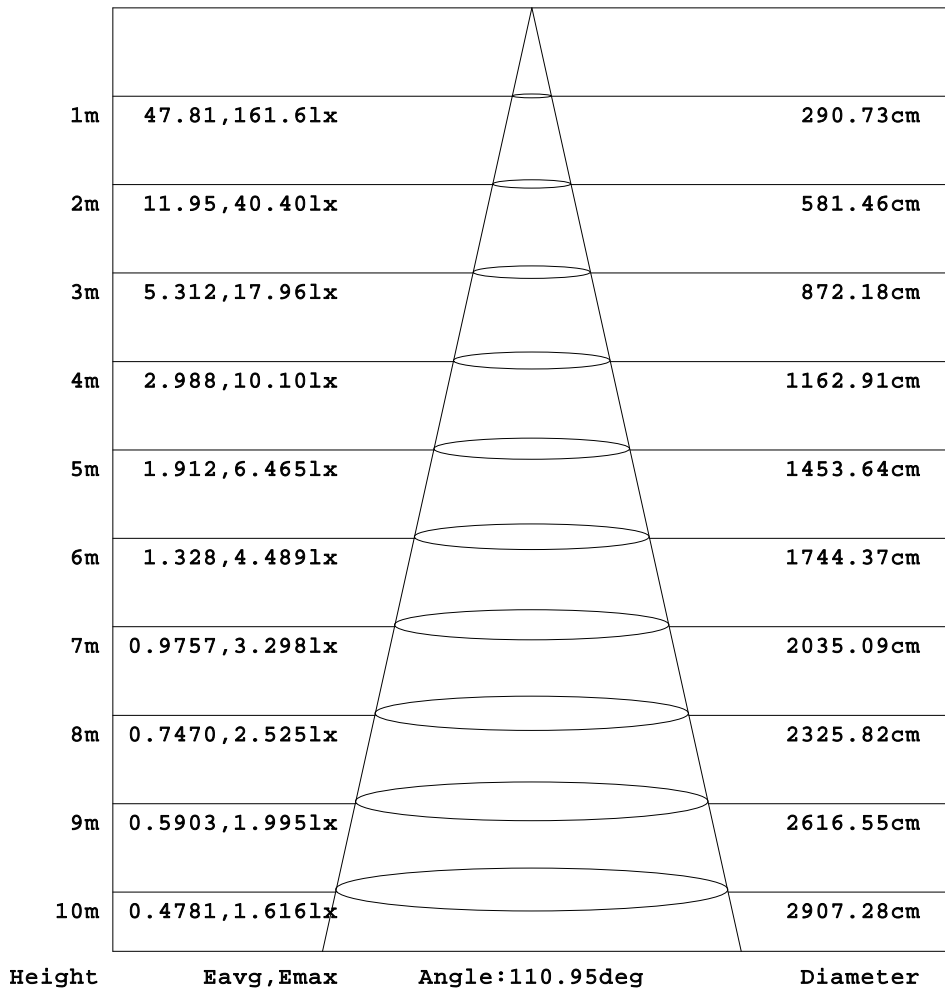 1m 47.81,161.6lx 290.73cm
2m 11.95,40.40lx 581.46cm
3m 5.312,17.96lx 872.18cm
4m 2.988,10.10lx 1162.91cm
5m 1.912,6.465lx 1453.64cm
6m 1.328,4.489lx 1744.37cm
7m 0.9757,3.298lx 2035.09cm
8m 0.7470,2.525lx 2325.82cm
9m 0.5903,1.995lx 2616.55cm
10m 0.4781,1.616lx 2907.28cm
Height Eavg,Emax Angle:110.95deg Diameter